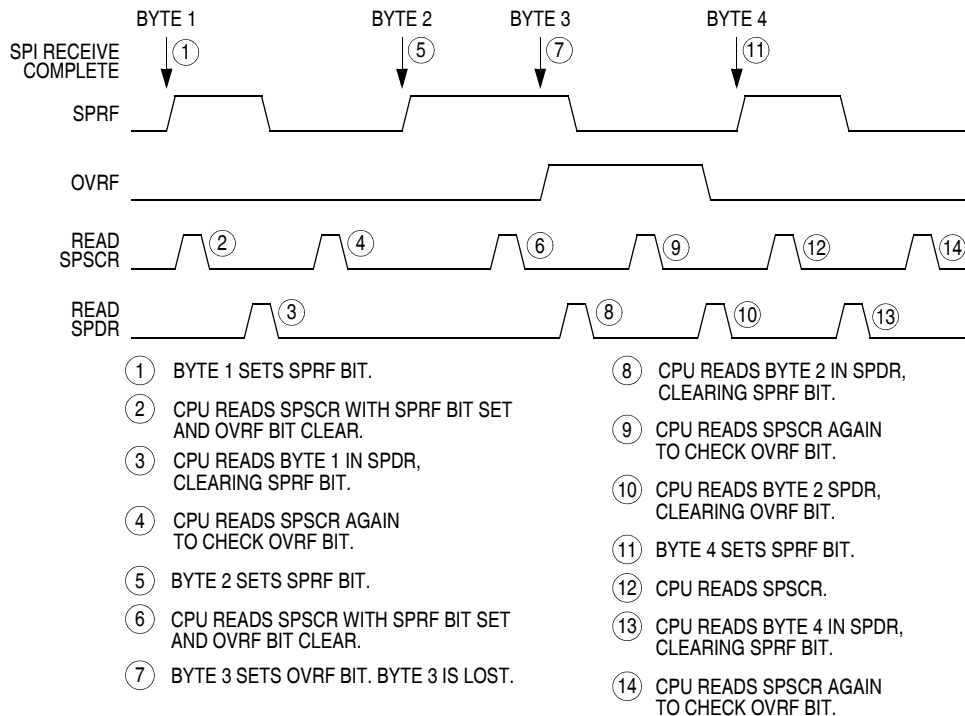 BYTE 1 BYTE 2 BYTE 3 BYTE 4
SPI RECEIVE
COMPLETE
1 5 7 11
SPRF
OVRF
READ
SPSCR
2 4 6 9 12 14
READ
SPDR
3 8 10 13
1 BYTE 1 SETS SPRF BIT.
2 CPU READS SPSCR WITH SPRF BIT SET
AND OVRF BIT CLEAR.
3 CPU READS BYTE 1 IN SPDR,
CLEARING SPRF BIT.
4 CPU READS SPSCR AGAIN
TO CHECK OVRF BIT.
5 BYTE 2 SETS SPRF BIT.
6 CPU READS SPSCR WITH SPRF BIT SET
AND OVRF BIT CLEAR.
7 BYTE 3 SETS OVRF BIT. BYTE 3 IS LOST.
8 CPU READS BYTE 2 IN SPDR,
CLEARING SPRF BIT.
9 CPU READS SPSCR AGAIN
TO CHECK OVRF BIT.
10 CPU READS BYTE 2 SPDR,
CLEARING OVRF BIT.
11 BYTE 4 SETS SPRF BIT.
12 CPU READS SPSCR.
13 CPU READS BYTE 4 IN SPDR,
CLEARING SPRF BIT.
14 CPU READS SPSCR AGAIN
TO CHECK OVRF BIT.